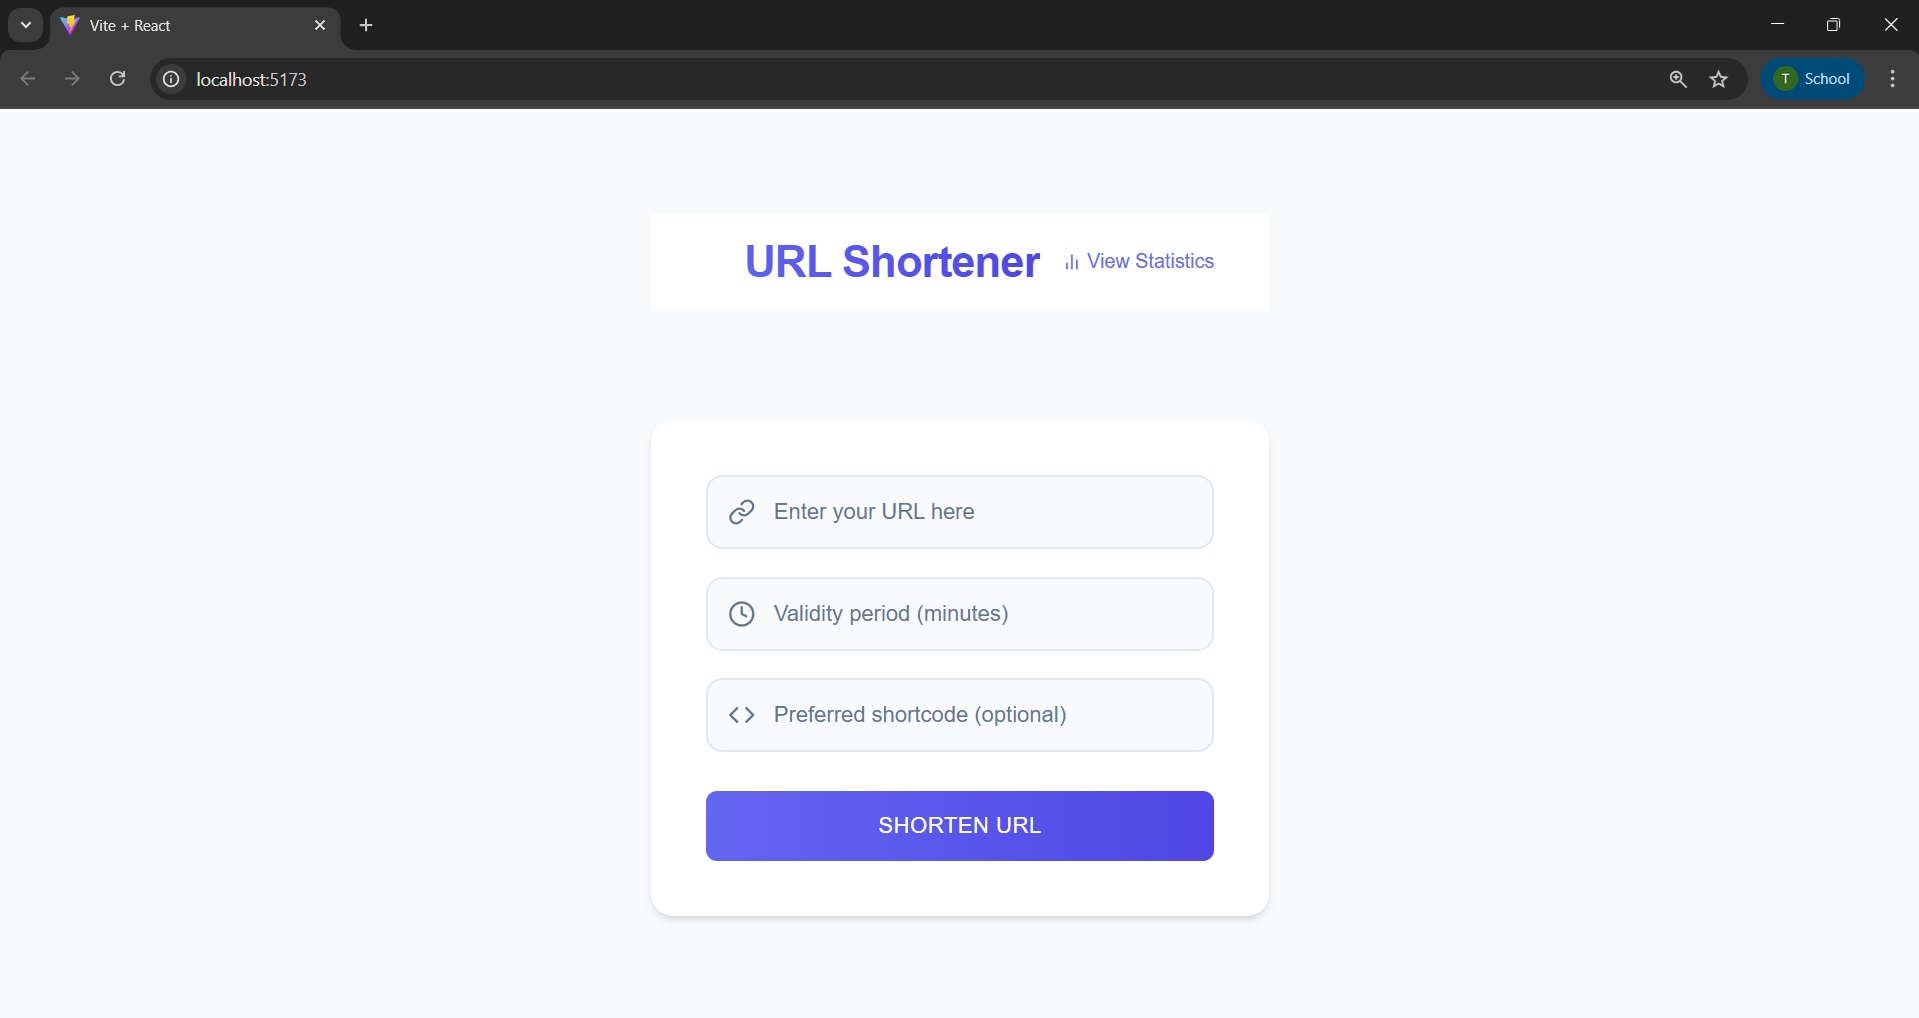 Vite + React
localhost:5173
T School
URL Shortener
View Statistics
Enter your URL here
Validity period (minutes)
Preferred shortcode (optional)
SHORTEN URL